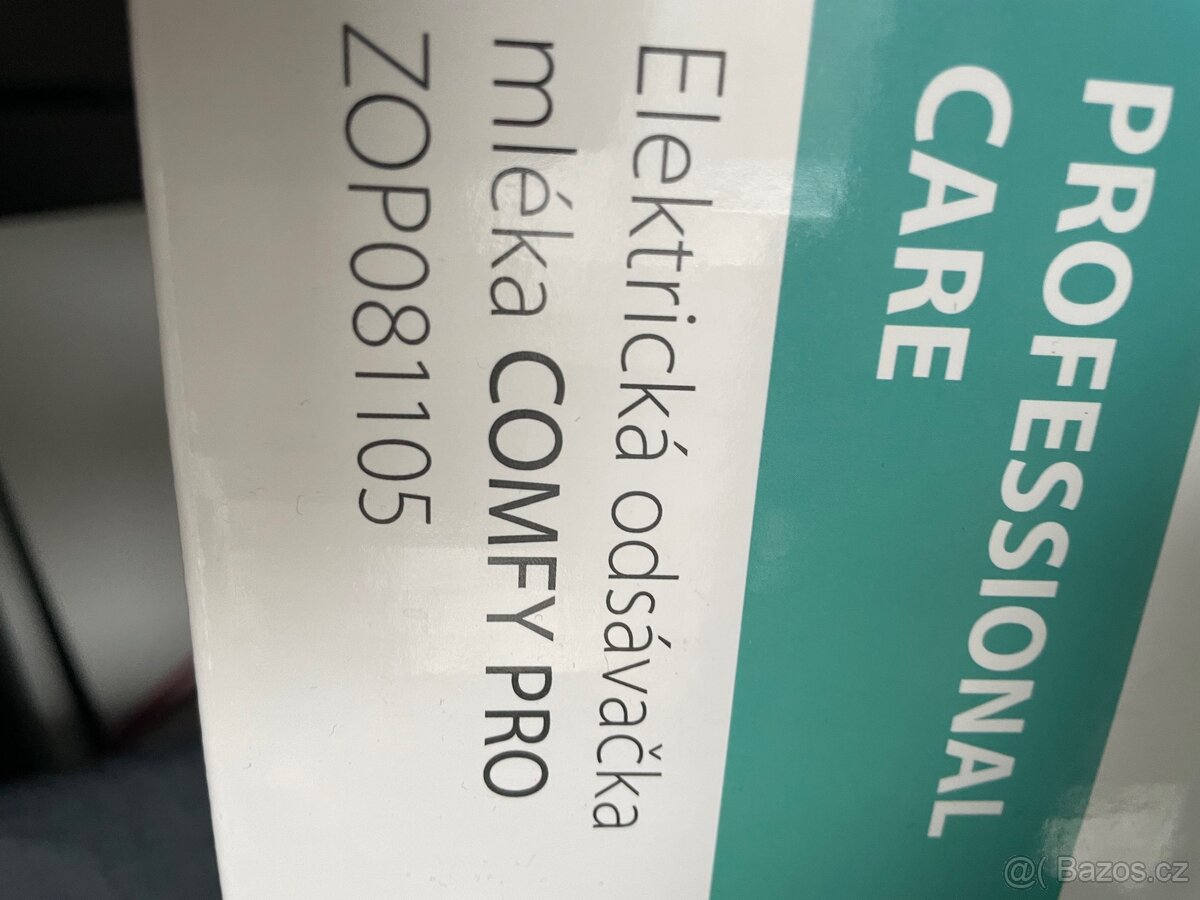 PROFESSIONAL
CARE
Elektrická odsávačka
mléka COMFY PRO
ZOP081105
@( Bazos.cz